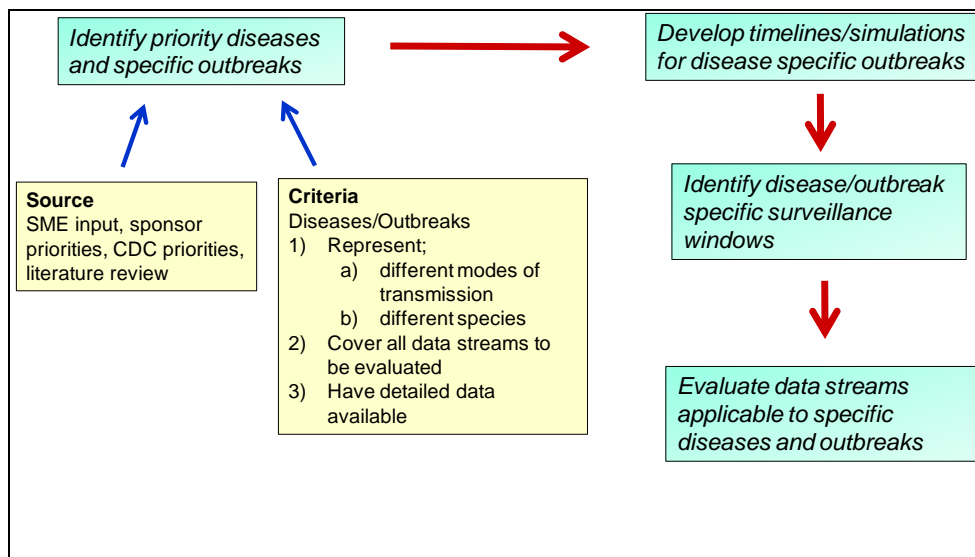 Identify priority diseases
and specific outbreaks
Develop timelines/simulations
for disease specific outbreaks
Source
SME input, sponsor
priorities, CDC priorities,
literature review
Criteria
Diseases/Outbreaks
1) Represent;
a) different modes of
transmission
b) different species
2) Cover all data streams to
be evaluated
3) Have detailed data
available
Identify disease/outbreak
specific surveillance
windows
Evaluate data streams
applicable to specific
diseases and outbreaks